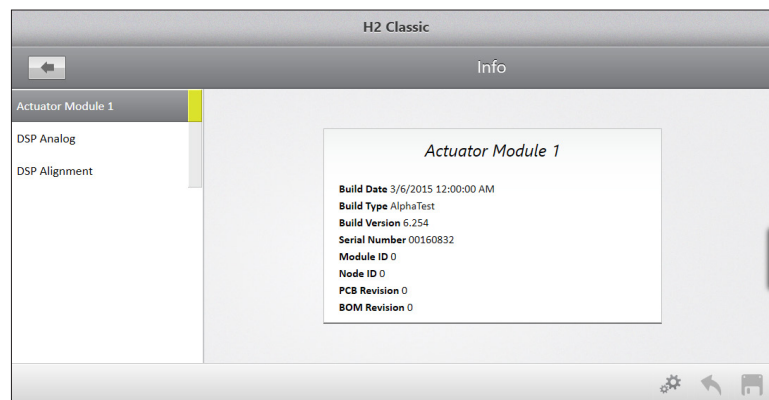 H2 Classic
Info
Actuator Module 1
DSP Analog
DSP Alignment
Actuator Module 1
Build Date 3/6/2015 12:00:00 AM
Build Type AlphaTest
Build Version 6.254
Serial Number 00160832
Module ID 0
Node ID 0
PCB Revision 0
BOM Revision 0